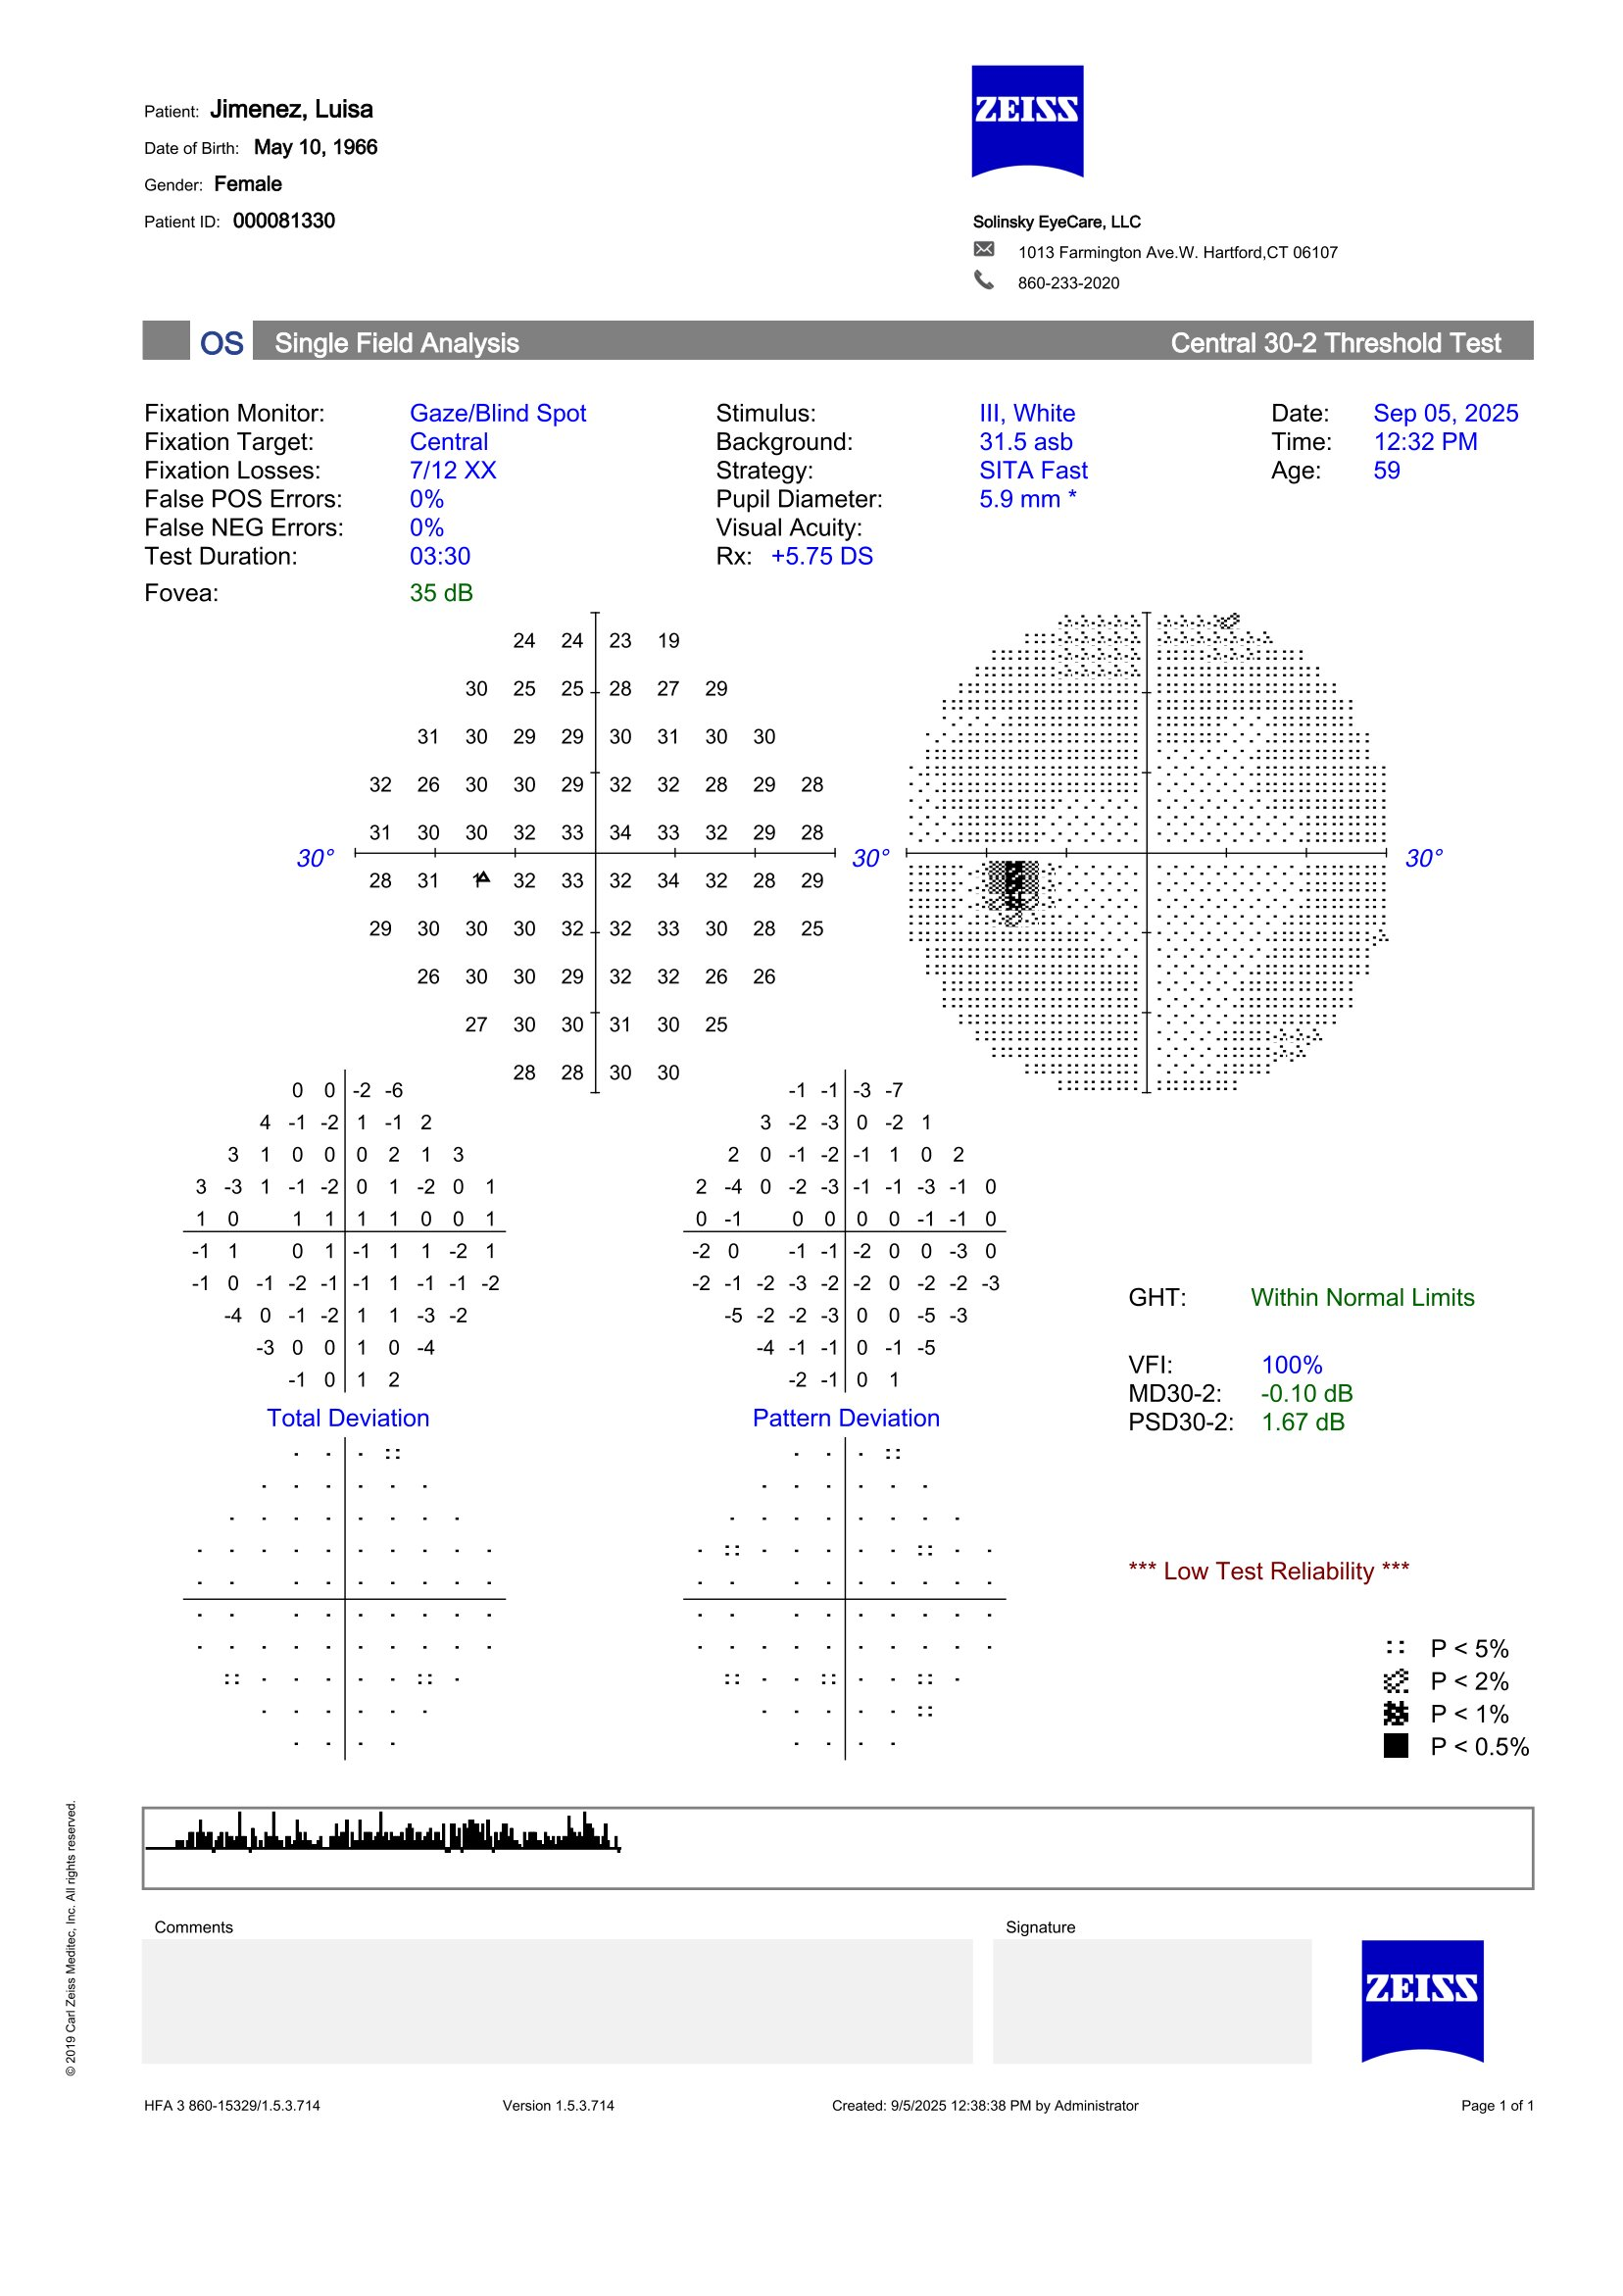 Patient: Jimenez, Luisa
Date of Birth: May 10, 1966
Gender: Female
Patient ID: 000081330
ZEISS
Solinsky EyeCare, LLC
1013 Farmington Ave.W. Hartford,CT 06107
860-233-2020
OS Single Field Analysis Central 30-2 Threshold Test
Fixation Monitor: Gaze/Blind Spot Stimulus: III, White Date: Sep 05, 2025
Fixation Target: Central Background: 31.5 asb Time: 12:32 PM
Fixation Losses: 7/12 XX Strategy: SITA Fast Age: 59
False POS Errors: 0% Pupil Diameter: 5.9 mm *
False NEG Errors: 0% Visual Acuity:
Test Duration: 03:30 Rx: +5.75 DS
Fovea: 35 dB
24 24 23 19
30 25 25 28 27 29
31 30 29 29 30 31 30 30
32 26 30 30 29 32 32 28 29 28
31 30 30 32 33 34 33 32 29 28
30° 30° 30°
28 31 32 33 32 34 32 28 29
29 30 30 30 32 32 33 30 28 25
26 30 30 29 32 32 26 26
27 30 30 31 30 25
28 28 30 30
0 0 -2 -6 -1 -1 -3 -7
4 -1 -2 1 -1 2 3 -2 -3 0 -2 1
3 1 0 0 0 2 1 3 2 0 -1 -2 -1 1 0 2
3 -3 1 -1 -2 0 1 -2 0 1 2 -4 0 -2 -3 -1 -1 -3 -1 0
1 0 1 1 1 1 0 0 1 0 -1 0 0 0 0 -1 -1 0
-1 1 0 1 -1 1 1 -2 1 -2 0 -1 -1 -2 0 0 -3 0
-1 0 -1 -2 -1 -1 1 -1 -1 -2 -2 -1 -2 -3 -2 -2 0 -2 -2 -3
-4 0 -1 -2 1 1 -3 -2 -5 -2 -2 -3 0 0 -5 -3
-3 0 0 1 0 -4 -4 -1 -1 0 -1 -5
-1 0 1 2 -2 -1 0 1
GHT: Within Normal Limits
VFI: 100%
MD30-2: -0.10 dB
PSD30-2: 1.67 dB
Total Deviation Pattern Deviation
*** Low Test Reliability ***
P < 5%
P < 2%
P < 1%
P < 0.5%
© 2019 Carl Zeiss Meditec, Inc. All rights reserved.
Comments Signature
ZEISS
HFA 3 860-15329/1.5.3.714 Version 1.5.3.714 Created: 9/5/2025 12:38:38 PM by Administrator Page 1 of 1